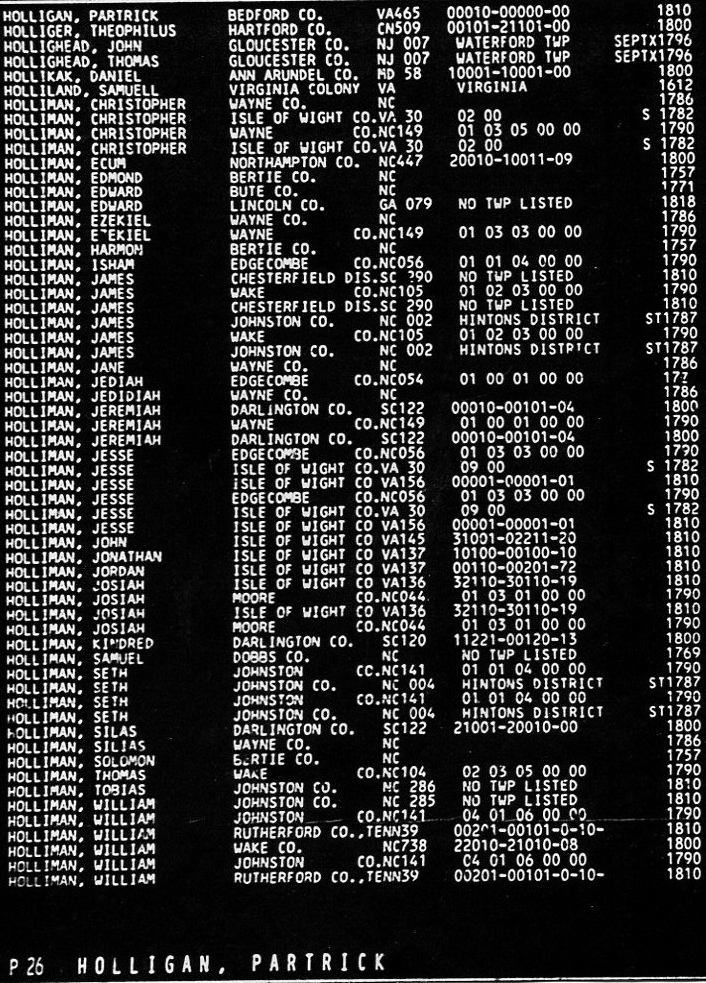 HOLLIGAN, PARTRICK BEDFORD CO. VA465 00010-00000-00 1810
HOLLIGER, THEOPHILUS HARTFORD CO. CN509 00101-21101-00 1800
HOLLIGHEAD, JOHN GLOUCESTER CO. NJ 007 WATERFORD TWP SEPTX1796
HOLLIGHEAD, THOMAS GLOUCESTER CO. NJ 007 WATERFORD TWP SEPTX1796
HOLLIKAK, DANIEL ANN ARUNDEL CO. MD 58 10001-10001-00 1800
HOLLILAND, SAMUELL VIRGINIA COLONY VA VIRGINIA 1612
HOLLIMAN, CHRISTOPHER WAYNE CO. NC 1786
HOLLIMAN, CHRISTOPHER ISLE OF WIGHT CO.VA 30 02 00 S 1782
HOLLIMAN, CHRISTOPHER WAYNE CO.NC149 01 03 05 00 00 1790
HOLLIMAN, CHRISTOPHER ISLE OF WIGHT CO.VA 30 02 00 S 1782
HOLLIMAN, ECUM NORTHAMPTON CO. NC447 20010-10011-09 1800
HOLLIMAN, EDMOND BERTIE CO. NC 1757
HOLLIMAN, EDWARD BUTE CO. NC 1771
HOLLIMAN, EDWARD LINCOLN CO. GA 079 NO TWP LISTED 1818
HOLLIMAN, EZEKIEL WAYNE CO. NC 1786
HOLLIMAN, WAYNE CO.NC149 01 03 03 00 00 1790
HOLLIMAN, HARMOM BERTIE CO. NC 1757
HOLLIMAN, ISHAM EDGECOMBE CO.NC056 01 01 04 00 00 1790
HOLLIMAN, JAMES CHESTERFIELD DIS.SC NO TWP LISTED 1810
HOLLIMAN, JAMES WAKE CO.NC105 01 02 03 00 00 1790
HOLLIMAN, JAMES CHESTERFIELD DIS.SC 290 NO TWP LISTED 1810
HOLLIMAN, JAMES JOHNSTON CO. NC 002 HINTONS DISTRICT ST1787
HOLLIMAN, JAMES WAKE CO.NC105 01 02 03 00 00 1790
HOLLIMAN, JAMES JOHNSTON CO. NC 002 HINTONS DISTRICT ST1787
HOLLIMAN, JANE WAYNE CO. NC 1786
HOLLIMAN, JEDIAH EDGECOMBE CO.NC054 01 00 01 00 00
HOLLIMAN, JEDIDIAH WAYNE CO. NC 1786
HOLLIMAN, JEREMIAH DARLINGTON CO. SC122 00010-00101-04 1800
HOLLIMAN, JEREMIAH WAYNE CO.NC149 01 00 01 00 00 1790
HOLLIMAN, JEREMIAH DARLINGTON CO. SC122 00010-00101-04 1800
HOLLIMAN, JESSE EDGECOMBE CO.NC056 01 03 03 00 00 1790
HOLLIMAN, JESSE ISLE OF WIGHT CO.VA 30 09 00 S 1782
HOLLIMAN, JESSE ISLE OF WIGHT CO VA156 00001-00001-01 1810
HOLLIMAN, JESSE EDGECOMBE CO.NC056 01 03 03 00 00 1790
HOLLIMAN, JESSE ISLE OF WIGHT CO.VA 30 09 00 S 1782
HOLLIMAN, JESSE ISLE OF WIGHT CO VA156 00001-00001-01 1810
HOLLIMAN, JOHN ISLE OF WIGHT CO VA145 31001-02211-20 1810
HOLLIMAN, JONATHAN ISLE OF WIGHT CO VA137 10100-00100-10 1810
HOLLIMAN, JORDAN ISLE OF WIGHT CO VA137 00110-00201-72 1810
HOLLIMAN, JOSIAH ISLE OF WIGHT CO VA136 32110-30110-19 1810
HOLLIMAN, JOSIAH MOORE CO.NC044 01 03 01 00 00 1790
HOLLIMAN, JOSIAH ISLE OF WIGHT CO VA136 32110-30110-19 1810
HOLLIMAN, JOSIAH MOORE CO.NC044 01 03 01 00 00 1790
HOLLIMAN, DARLINGTON CO. SC120 11221-00120-13 1800
HOLLIMAN, SAMUEL DOBBS CO. NC NO TWP LISTED 1769
HOLLIMAN, SETH JOHNSTON CO.NC141 01 01 04 00 00 1790
HOLLIMAN, SETH JOHNSTON CO. NC 004 HINTONS DISTRICT ST1787
HOLLIMAN, SETH JOHNSTON CO.NC141 01 01 04 00 00 1790
HOLLIMAN, SETH JOHNSTON CO. NC 004 HINTONS DISTRICT ST1787
HOLLIMAN, SILAS DARLINGTON CO. SC122 21001-20010-00 1800
HOLLIMAN, SILIAS WAYNE CO. NC 1786
HOLLIMAN, SOLOMON BERTIE CO. NC 1757
HOLLIMAN, THOMAS WAKE CO.NC104 02 03 05 00 00 1790
HOLLIMAN, TOBIAS JOHNSTON CO. NC 286 NO TWP LISTED 1810
HOLLIMAN, WILLIAM JOHNSTON CO. NC 285 NO TWP LISTED 1810
HOLLIMAN, WILLIAM JOHNSTON CO.NC141 04 01 06 00 00 1790
HOLLIMAN, WILLIAM RUTHERFORD CO.,TENN39 00201-00101-0-10- 1810
HOLLIMAN, WILLIAM WAKE CO. NC738 22010-21010-08 1800
HOLLIMAN, WILLIAM JOHNSTON CO.NC141 04 01 06 00 00 1790
HOLLIMAN, WILLIAM RUTHERFORD CO.,TENN39 00201-00101-0-10- 1810
P 26 HOLLIGAN, PARTRICK